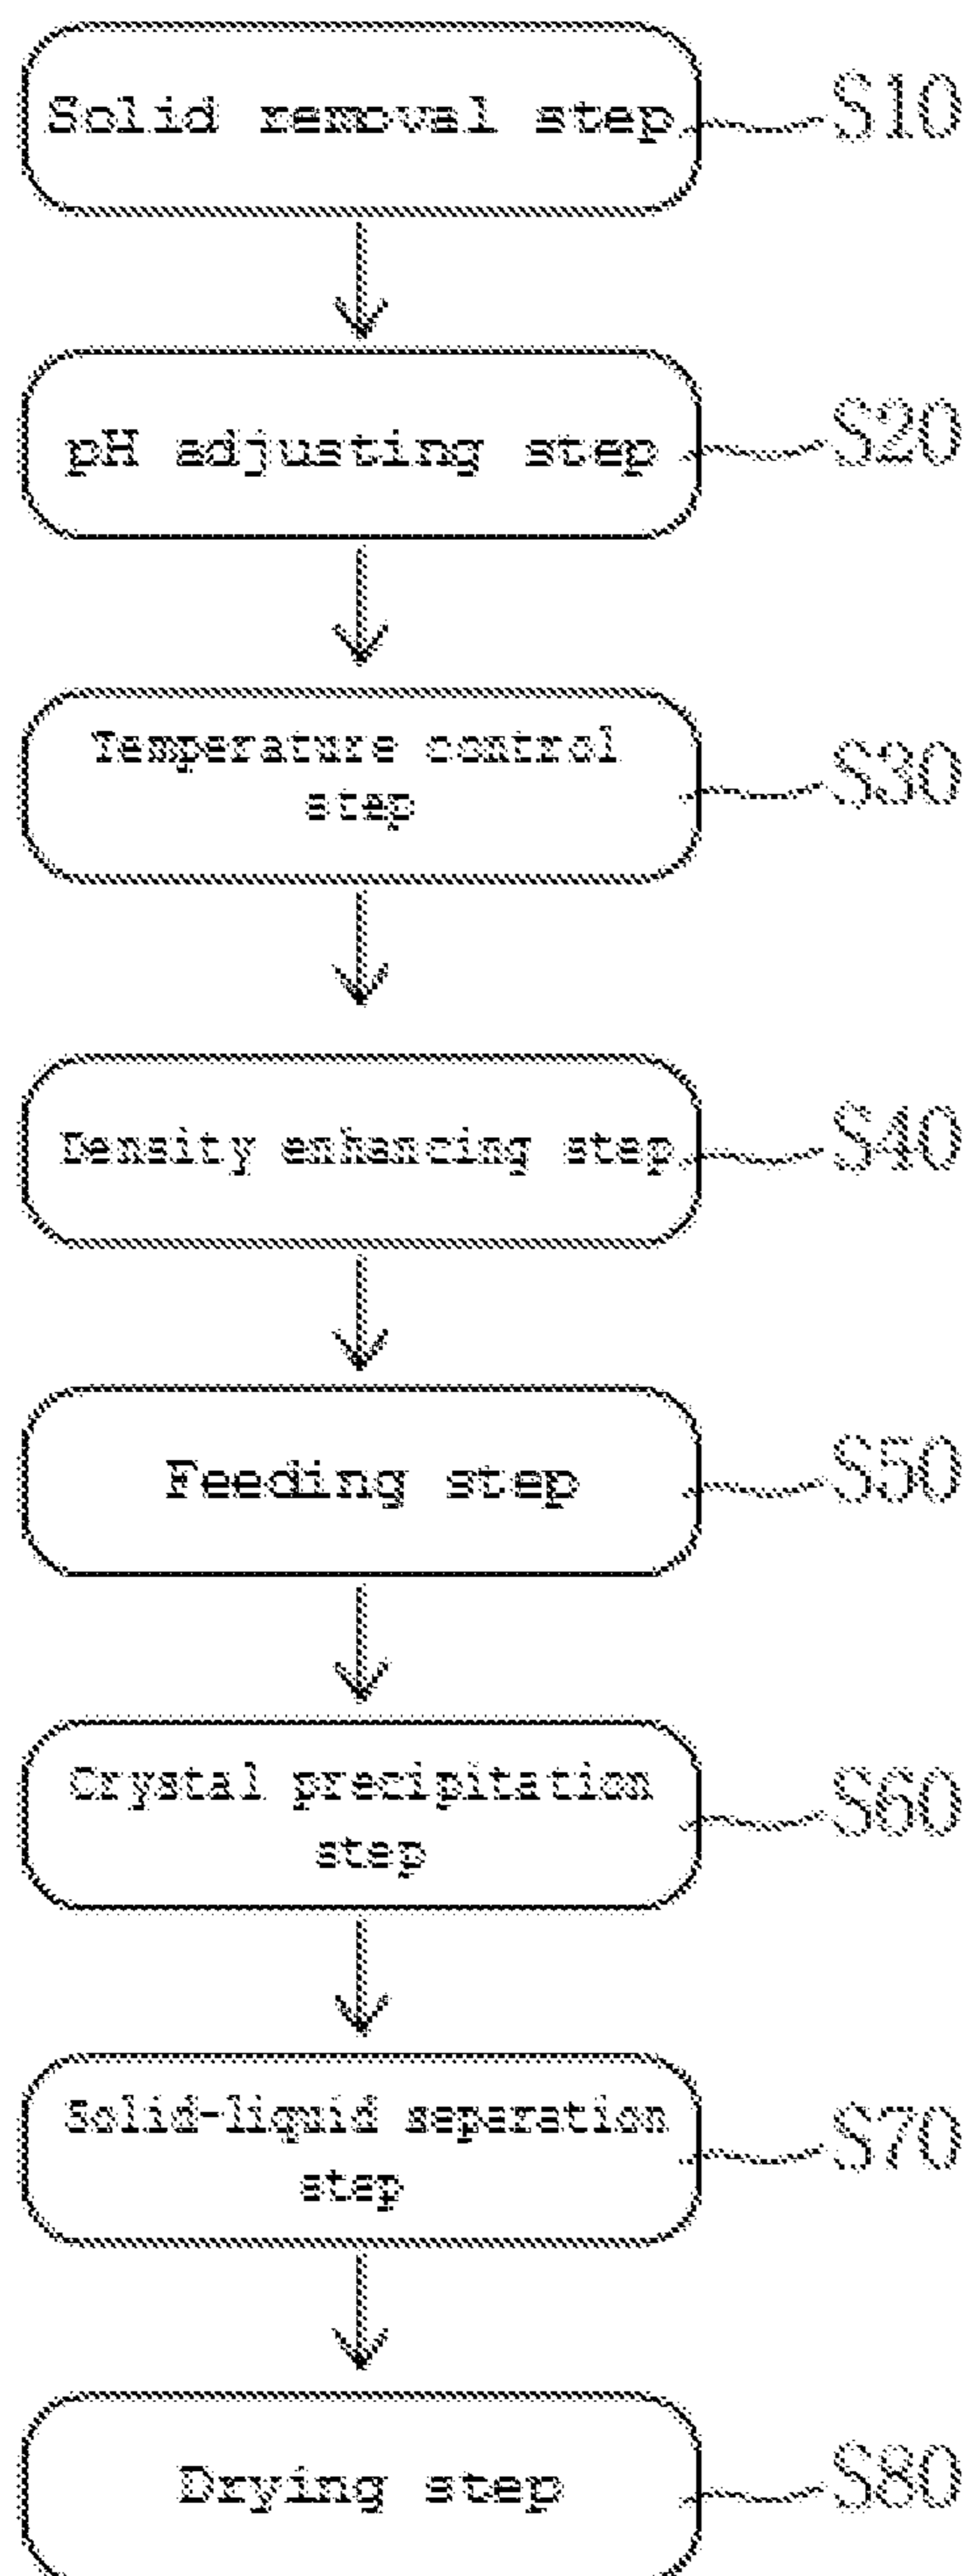 Solid removal step
S10
pH adjusting step
S20
Temperature control
step
S30
Density enhancing step
S40
Feeding step
S50
Crystal precipitation
step
S60
Solid-liquid separation
step
S70
Drying step
S80